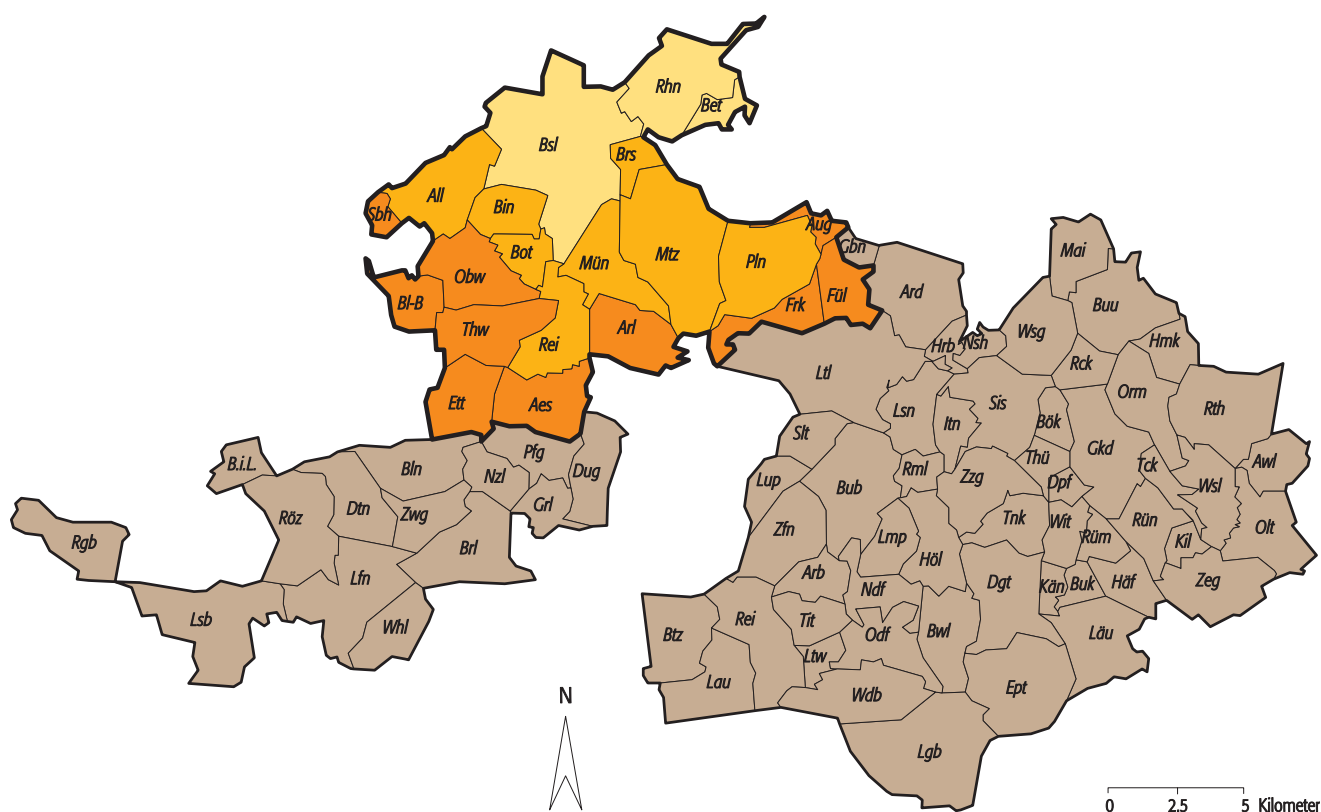 Rhn
Bet
Bsl
Brs
All
Bin
Sbh
Aug
Bot
Gbn
Mai
Obw
Mün
Mtz
Pln
Ard
Bl-B
Frk
Fül
Buu
Thw
Arl
Wsg
Rei
Hrb
Nsh
Hmk
Ltl
Rck
Orm
Ett
Aes
Lsn
Itn
Sis
Bök
Rth
Slt
Gkd
B.i.L.
Bln
Nzl
Pfg
Dug
Lup
Bub
Rml
Zzg
Thü
Tck
Awl
Dpf
Wsl
Röz
Dtn
Zwg
Grl
Zfn
Lmp
Tnk
Wit
Rün
Olt
Rgb
Brl
Höl
Rüm
Kil
Lfn
Arb
Ndf
Dgt
Kän
Buk
Häf
Zeg
Lsb
Whl
Btz
Rei
Tit
Odf
Bwl
Läu
Ltw
Lau
Wdb
Ept
N
Lgb
0 2.5 5 Kilometer